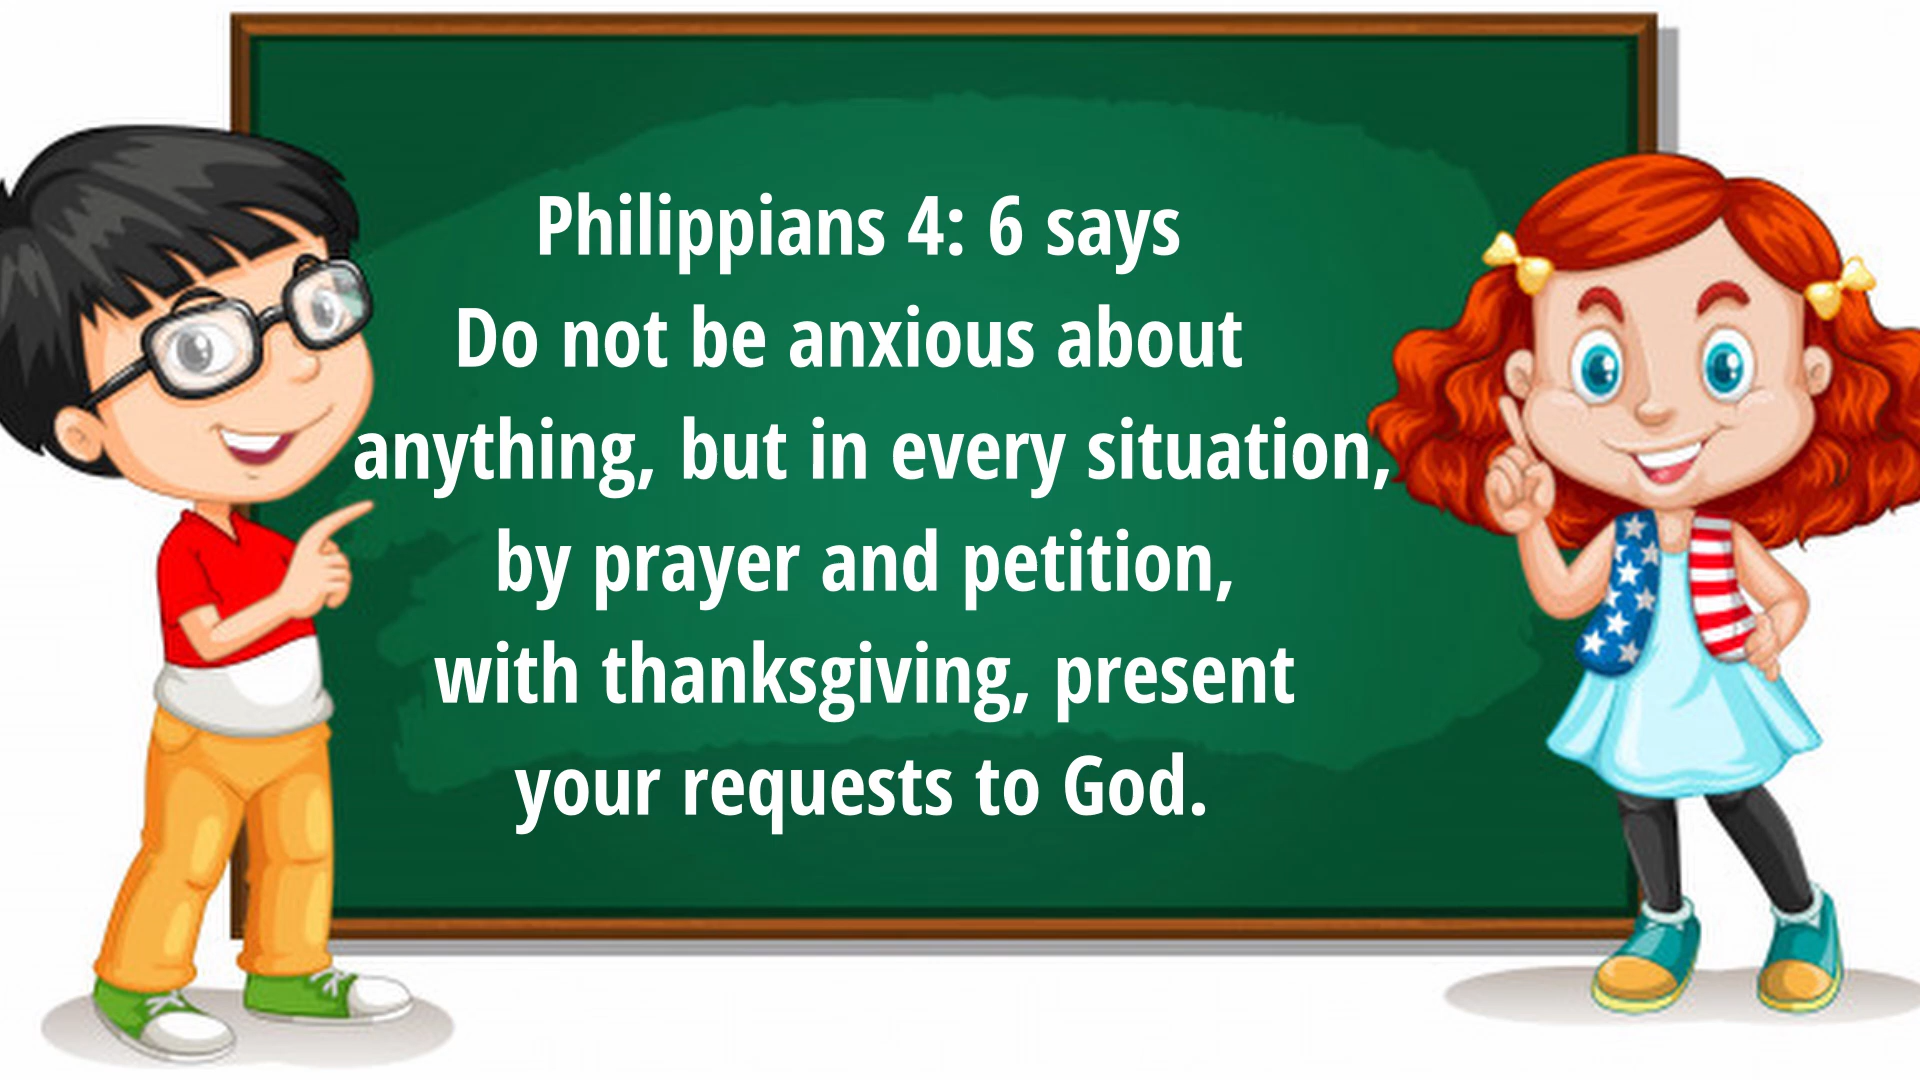 Philippians 4: 6 says
Do not be anxious about
anything, but in every situation,
by prayer and petition,
with thanksgiving, present
your requests to God.